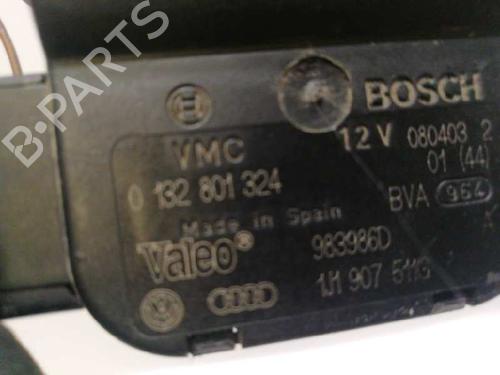 BOSCH
VMC
12 V 080403 2
01 (44)
0 132 801 324
BVA 964
Made in Spain
Valeo®
983986D
A
1J1 907 511G
B-PARTS